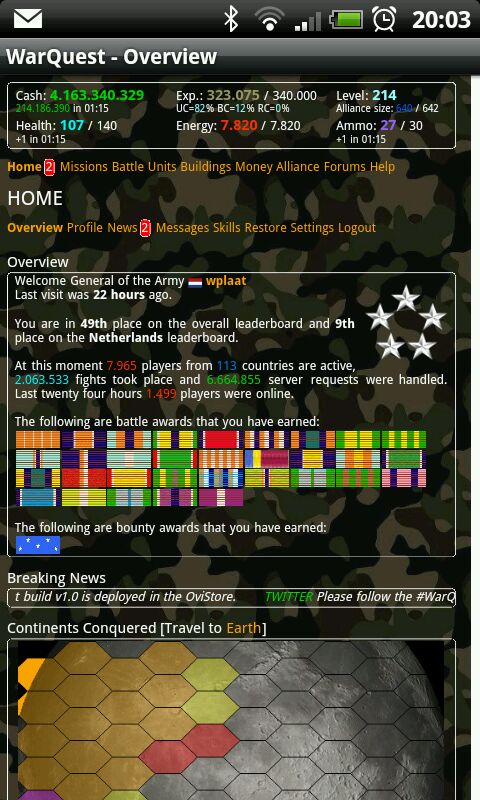 20:03
WarQuest - Overview
Cash: 4.163.340.329 Exp.: 323.075 / 340.000 Level: 214
214.186.390 in 01:15 UC=82% BC=12% RC=0% Alliance size: 640 / 642
Health: 107 / 140 Energy: 7.820 / 7.820 Ammo: 27 / 30
+1 in 01:15 +1 in 01:15
Home 2 Missions Battle Units Buildings Money Alliance Forums Help
HOME
Overview Profile News 2 Messages Skills Restore Settings Logout
Overview
Welcome General of the Army wplaat
Last visit was 22 hours ago.
You are in 49th place on the overall leaderboard and 9th
place on the Netherlands leaderboard.
At this moment 7.965 players from 113 countries are active,
2.063.533 fights took place and 6.664.855 server requests were handled.
Last twenty four hours 1.499 players were online.
The following are battle awards that you have earned:
The following are bounty awards that you have earned:
Breaking News
t build v1.0 is deployed in the OviStore. TWITTER Please follow the #WarQ
Continents Conquered [Travel to Earth]